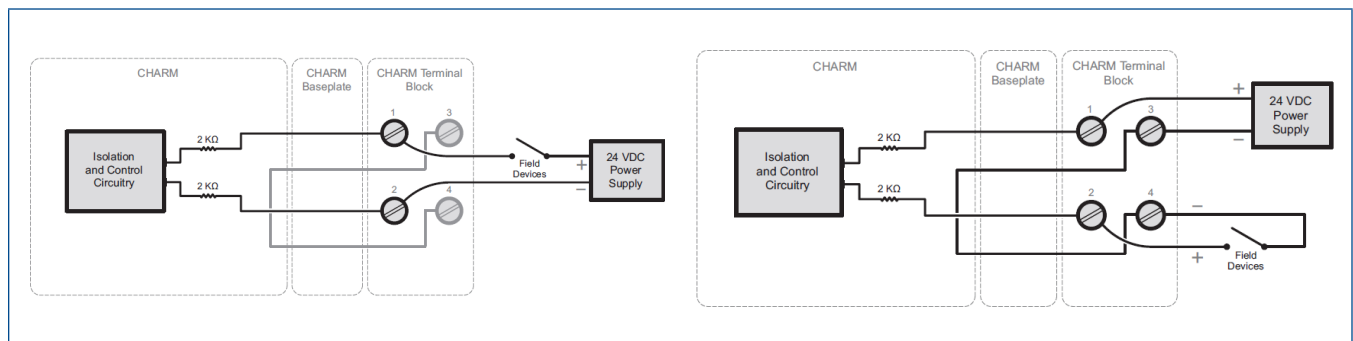 CHARM
CHARM
Baseplate
CHARM Terminal
Block
1
3
2 KΩ
Isolation
and Control
Circuitry
2 KΩ
2
4
Field
Devices
+
−
24 VDC
Power
Supply
CHARM
CHARM
Baseplate
CHARM Terminal
Block
1
3
2 KΩ
Isolation
and Control
Circuitry
2 KΩ
2
4
+
−
24 VDC
Power
Supply
−
+
Field
Devices